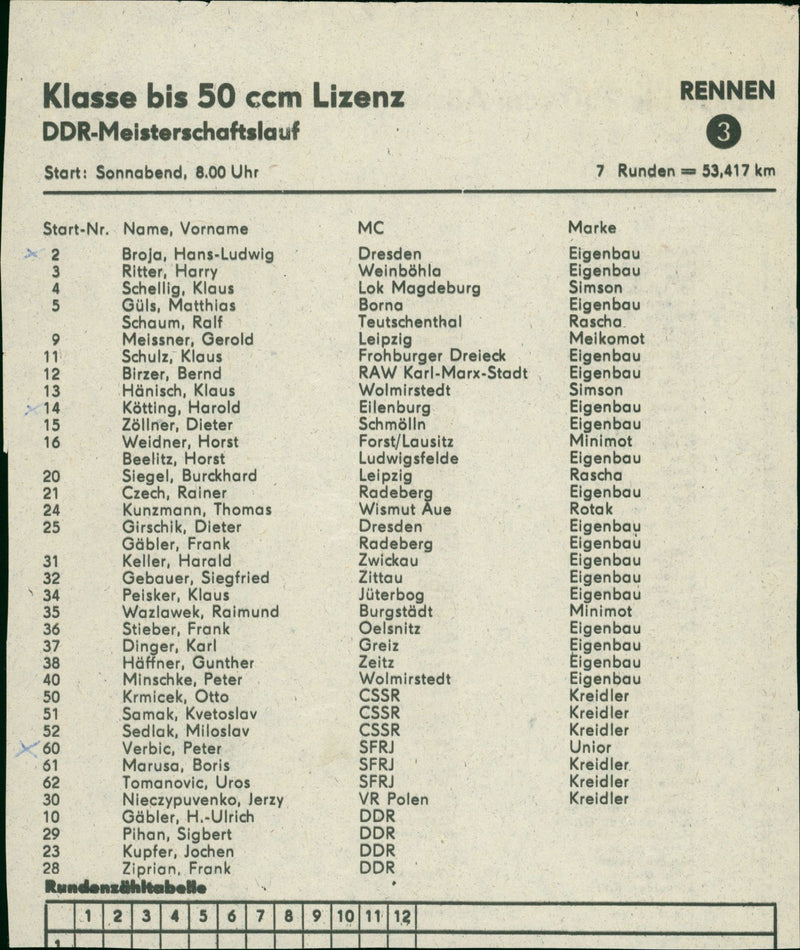 Klasse bis 50 ccm Lizenz RENNEN
DDR-Meisterschaftslauf 3
Start: Sonnabend, 8.00 Uhr 7 Runden = 53,417 km
Start-Nr. Name, Vorname MC Marke
2 Broja, Hans-Ludwig Dresden Eigenbau
3 Ritter, Harry Weinböhla Eigenbau
4 Schellig, Klaus Lok Magdeburg Simson
5 Güls, Matthias Borna Eigenbau
Schaum, Ralf Teutschenthal Rascha
9 Meissner, Gerold Leipzig Meikomot
11 Schulz, Klaus Frohburger Dreieck Eigenbau
12 Birzer, Bernd RAW Karl-Marx-Stadt Eigenbau
13 Hänisch, Klaus Wolmirstedt Simson
14 Kötting, Harold Eilenburg Eigenbau
15 Zöllner, Dieter Schmölln Eigenbau
16 Weidner, Horst Forst/Lausitz Minimot
Beelitz, Horst Ludwigsfelde Eigenbau
20 Siegel, Burckhard Leipzig Rascha
21 Czech, Rainer Radeberg Eigenbau
24 Kunzmann, Thomas Wismut Aue Rotak
25 Girschik, Dieter Dresden Eigenbau
Gäbler, Frank Radeberg Eigenbau
31 Keller, Harald Zwickau Eigenbau
32 Gebauer, Siegfried Zittau Eigenbau
34 Peisker, Klaus Jüterbog Eigenbau
35 Wazlawek, Raimund Burgstädt Minimot
36 Stieber, Frank Oelsnitz Eigenbau
37 Dinger, Karl Greiz Eigenbau
38 Häffner, Gunther Zeitz Eigenbau
40 Minschke, Peter Wolmirstedt Eigenbau
50 Krmicek, Otto CSSR Kreidler
51 Samak, Kvetoslav CSSR Kreidler
52 Sedlak, Miloslav CSSR Kreidler
60 Verbic, Peter SFRJ Unior
61 Marusa, Boris SFRJ Kreidler
62 Tomanovic, Uros SFRJ Kreidler
30 Nieczypuvenko, Jerzy VR Polen Kreidler
10 Gäbler, H.-Ulrich DDR
29 Pihan, Sigbert DDR
23 Kupfer, Jochen DDR
28 Ziprian, Frank DDR
Rundenzähltabelle
1 2 3 4 5 6 7 8 9 10 11 12
1